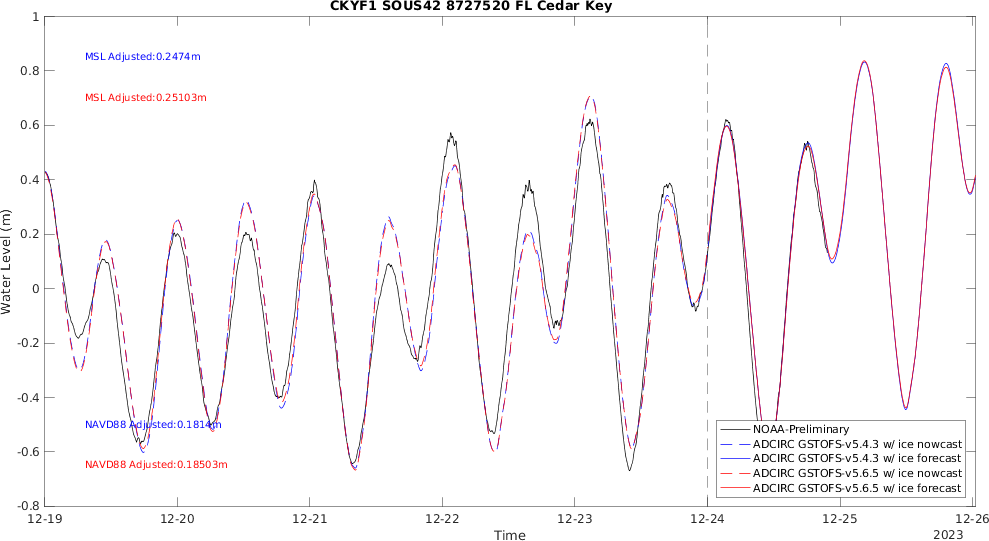 CKYF1 SOUS42 8727520 FL Cedar Key
1
0.8
0.6
0.4
0.2
0
-0.2
-0.4
-0.6
-0.8
Water Level (m)
MSL Adjusted:0.2474m
MSL Adjusted:0.25103m
NAVD88 Adjusted:0.1814m
NAVD88 Adjusted:0.18503m
NOAA-Preliminary
ADCIRC GSTOFS-v5.4.3 w/ ice nowcast
ADCIRC GSTOFS-v5.4.3 w/ ice forecast
ADCIRC GSTOFS-v5.6.5 w/ ice nowcast
ADCIRC GSTOFS-v5.6.5 w/ ice forecast
12-19 12-20 12-21 12-22 12-23 12-24 12-25 12-26
Time
2023